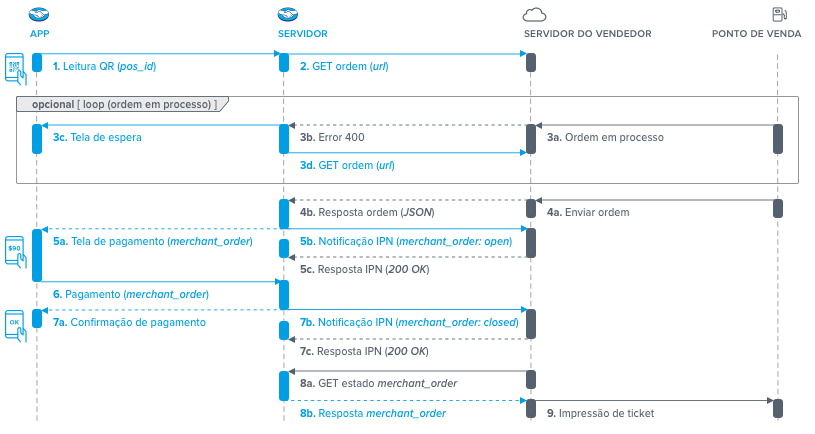 APP
SERVIDOR
SERVIDOR DO VENDEDOR
PONTO DE VENDA
1. Leitura QR (pos_id)
2. GET ordem (url)
opcional [ loop (ordem em processo) ]
3c. Tela de espera
3b. Error 400
3a. Ordem em processo
3d. GET ordem (url)
4b. Resposta ordem (JSON)
4a. Enviar ordem
$90
5a. Tela de pagamento (merchant_order)
5b. Notificação IPN (merchant_order: open)
5c. Resposta IPN (200 OK)
6. Pagamento (merchant_order)
OK
7a. Confirmação de pagamento
7b. Notificação IPN (merchant_order: closed)
7c. Resposta IPN (200 OK)
8a. GET estado merchant_order
8b. Resposta merchant_order
9. Impressão de ticket